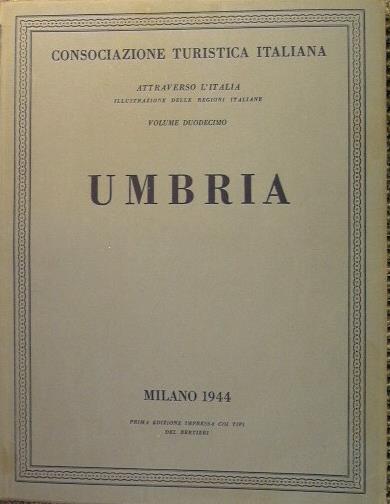 CONSOCIAZIONE TURISTICA ITALIANA
ATTRAVERSO L'ITALIA
ILLUSTRAZIONE DELLE REGIONI ITALIANE
VOLUME DUODECIMO
UMBRIA
MILANO 1944
PRIMA EDIZIONE IMPRESSA COI TIPI
DEL BERTIERI